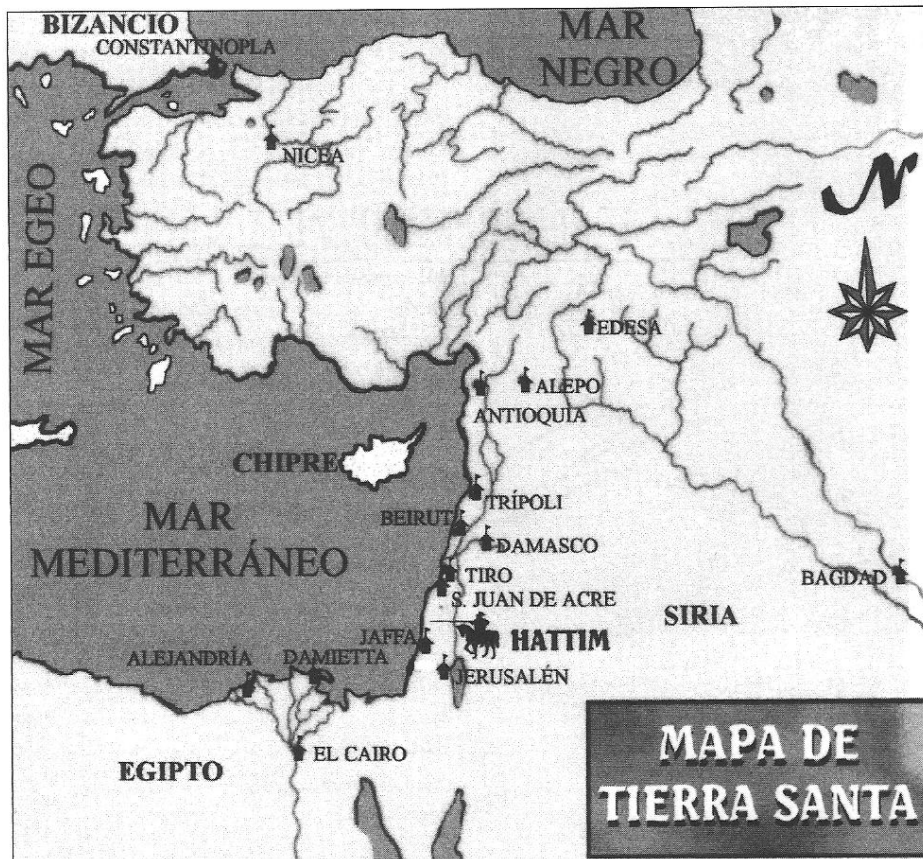 BIZANCIO
CONSTANTINOPLA
MAR
NEGRO
NICEA
N
MAR EGEO
EDESA
ALEPO
ANTIOQUÍA
CHIPRE
TRÍPOLI
BEIRUT
MAR
MEDITERRÁNEO
DAMASCO
TIRO
BAGDAD
S. JUAN DE ACRE
SIRIA
JAFFA
HATTIM
ALEJANDRÍA
DAMIETTA
JERUSALÉN
EL CAIRO
EGIPTO
MAPA DE
TIERRA SANTA